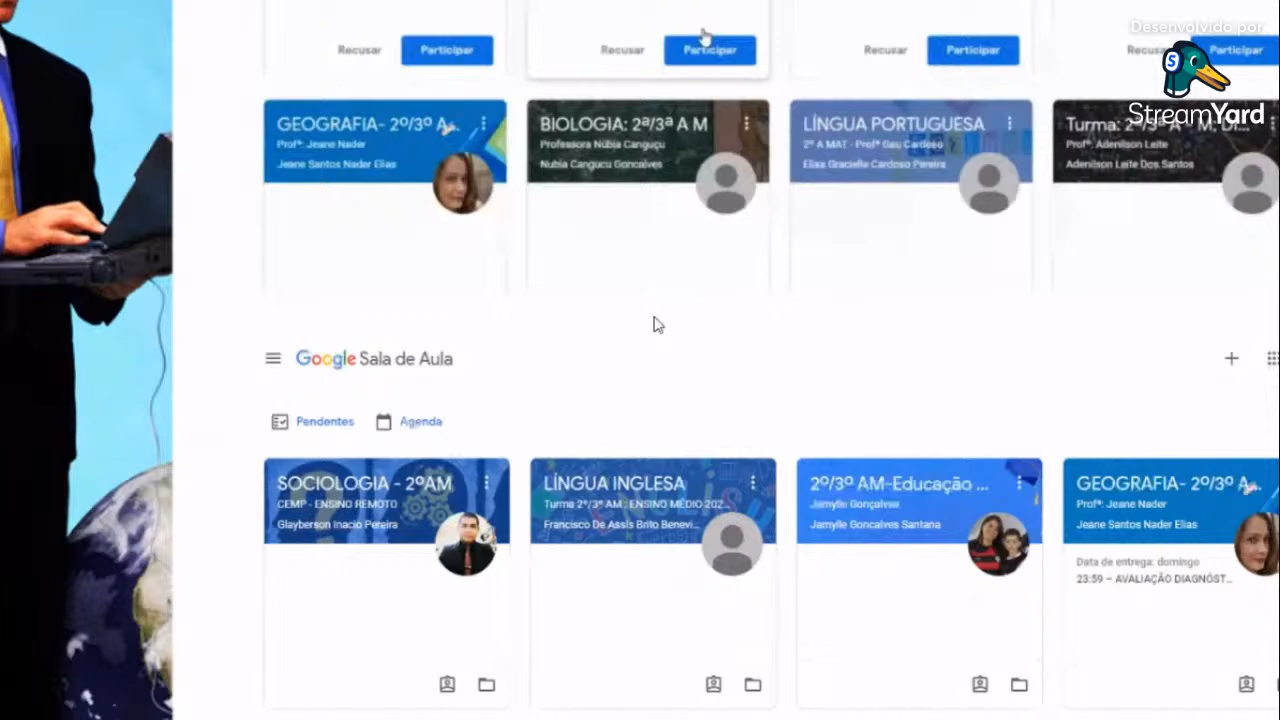 Desenvolvido por
StreamYard
Recusar Participar
Recusar Participar
Recusar Participar
Participar
GEOGRAFIA- 2º/3º A...
Profª: Jeane Nader
Jeane Santos Nader Elias
BIOLOGIA: 2ª/3ª A M
Professora Núbia Canguçu
Nubia Cangucu Goncalves
LÍNGUA PORTUGUESA
2º A MAT - Profª Gau Cardoso
Elisa Gracielle Cardoso Pereira
Turma: 2ª/3ª A - M; Di...
Profº: Adenilson Leite
Adenilson Leite Dos Santos
Google Sala de Aula
Pendentes
Agenda
SOCIOLOGIA - 2ºAM
CEMP - ENSINO REMOTO
Glayberson Inacio Pereira
LÍNGUA INGLESA
Turma 2º/3º AM : ENSINO MÉDIO 202...
Francisco De Assis Brito Benevi...
2º/3º AM-Educação ...
Jamylle Gonçalves
Jamylle Goncalves Santana
GEOGRAFIA- 2º/3º A...
Profª: Jeane Nader
Jeane Santos Nader Elias
Data de entrega: domingo
23:59 – AVALIAÇÃO DIAGNÓST...